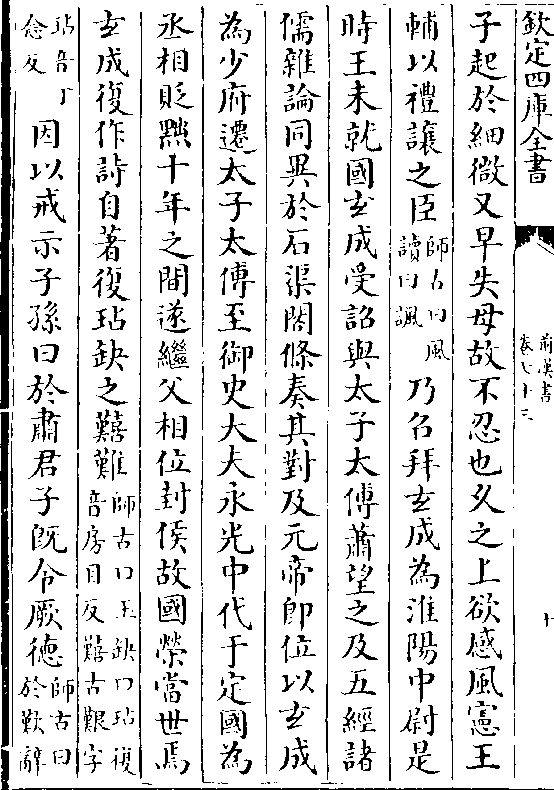 欽定四庫全書
前漢書
卷七十三
十
子起於細微又早失母故不忍也久之上欲感風憲王
輔以禮讓之臣師古曰風讀曰諷乃召拜玄成為淮陽中尉是
時王未就國玄成受詔與太子太傅蕭望之及五經諸
儒雜論同異於石渠閣條奏其對及元帝即位以玄成
為少府遷太子太傅至御史大夫永光中代于定國為
丞相貶黜十年之間遂繼父相位封侯故國榮當世焉
玄成復作詩自著復玷缺之囏難師古曰玉缺曰玷復音房目反囏古艱字
玷音丁念反因以戒示子孫曰於肅君子既令厥德師古曰於歎辭